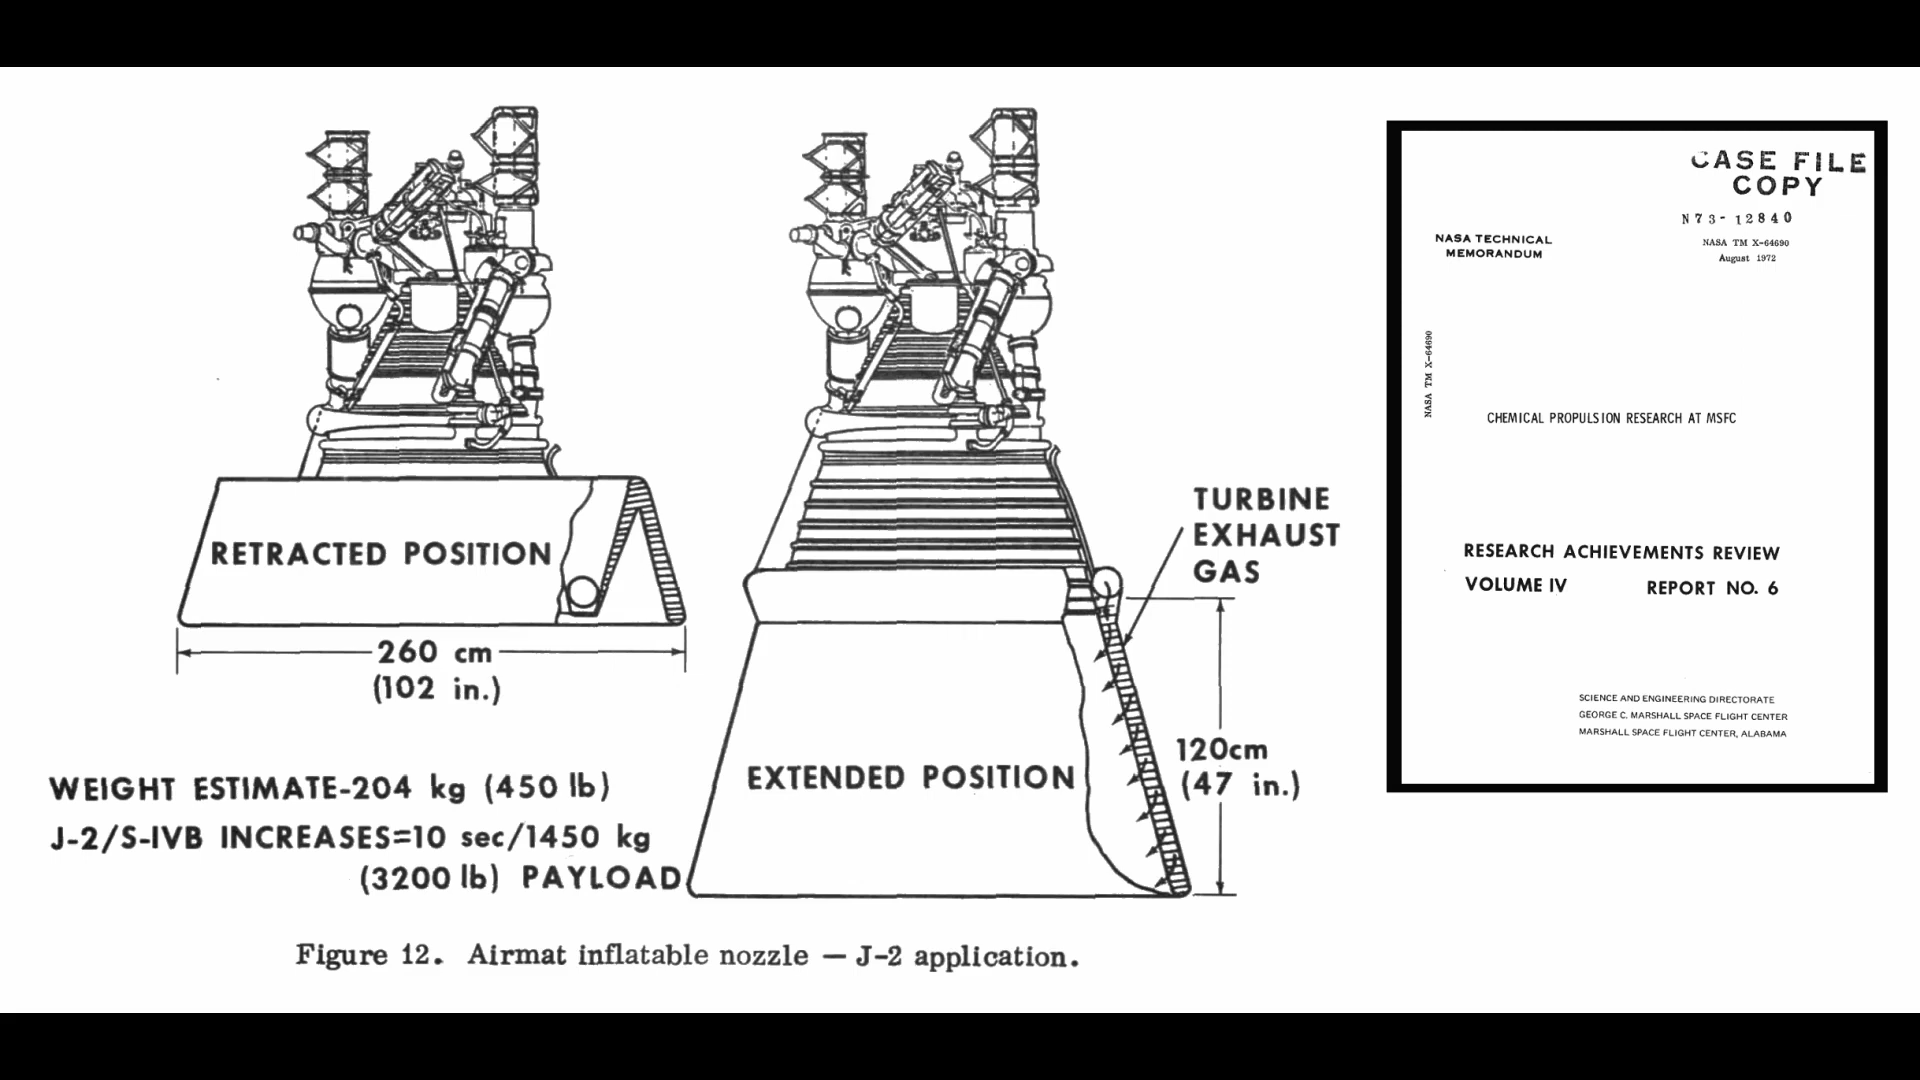 RETRACTED POSITION
260 cm
(102 in.)
WEIGHT ESTIMATE-204 kg (450 lb)
J-2/S-IVB INCREASES=10 sec/1450 kg
(3200 lb) PAYLOAD
TURBINE
EXHAUST
GAS
EXTENDED POSITION
120cm
(47 in.)
Figure 12. Airmat inflatable nozzle — J-2 application.
CASE FILE
COPY
N73-12840
NASA TECHNICAL
MEMORANDUM
NASA TM X-64690
August 1972
NASA TM X-64690
CHEMICAL PROPULSION RESEARCH AT MSFC
RESEARCH ACHIEVEMENTS REVIEW
VOLUME IV REPORT NO. 6
SCIENCE AND ENGINEERING DIRECTORATE
GEORGE C. MARSHALL SPACE FLIGHT CENTER
MARSHALL SPACE FLIGHT CENTER, ALABAMA